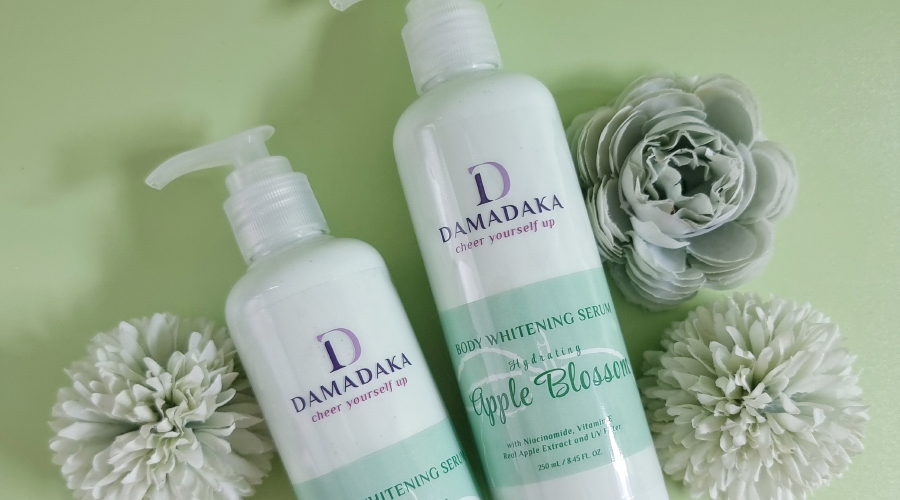 D
DAMADAKA
cheer yourself up
WHITENING SERUM
D
DAMADAKA
cheer yourself up
BODY WHITENING SERUM
Hydrating
Apple Blossom
with Niacinomide, Vitamin E
Real Apple Extract and UV Filter
250 mL / 8.45 FL OZ